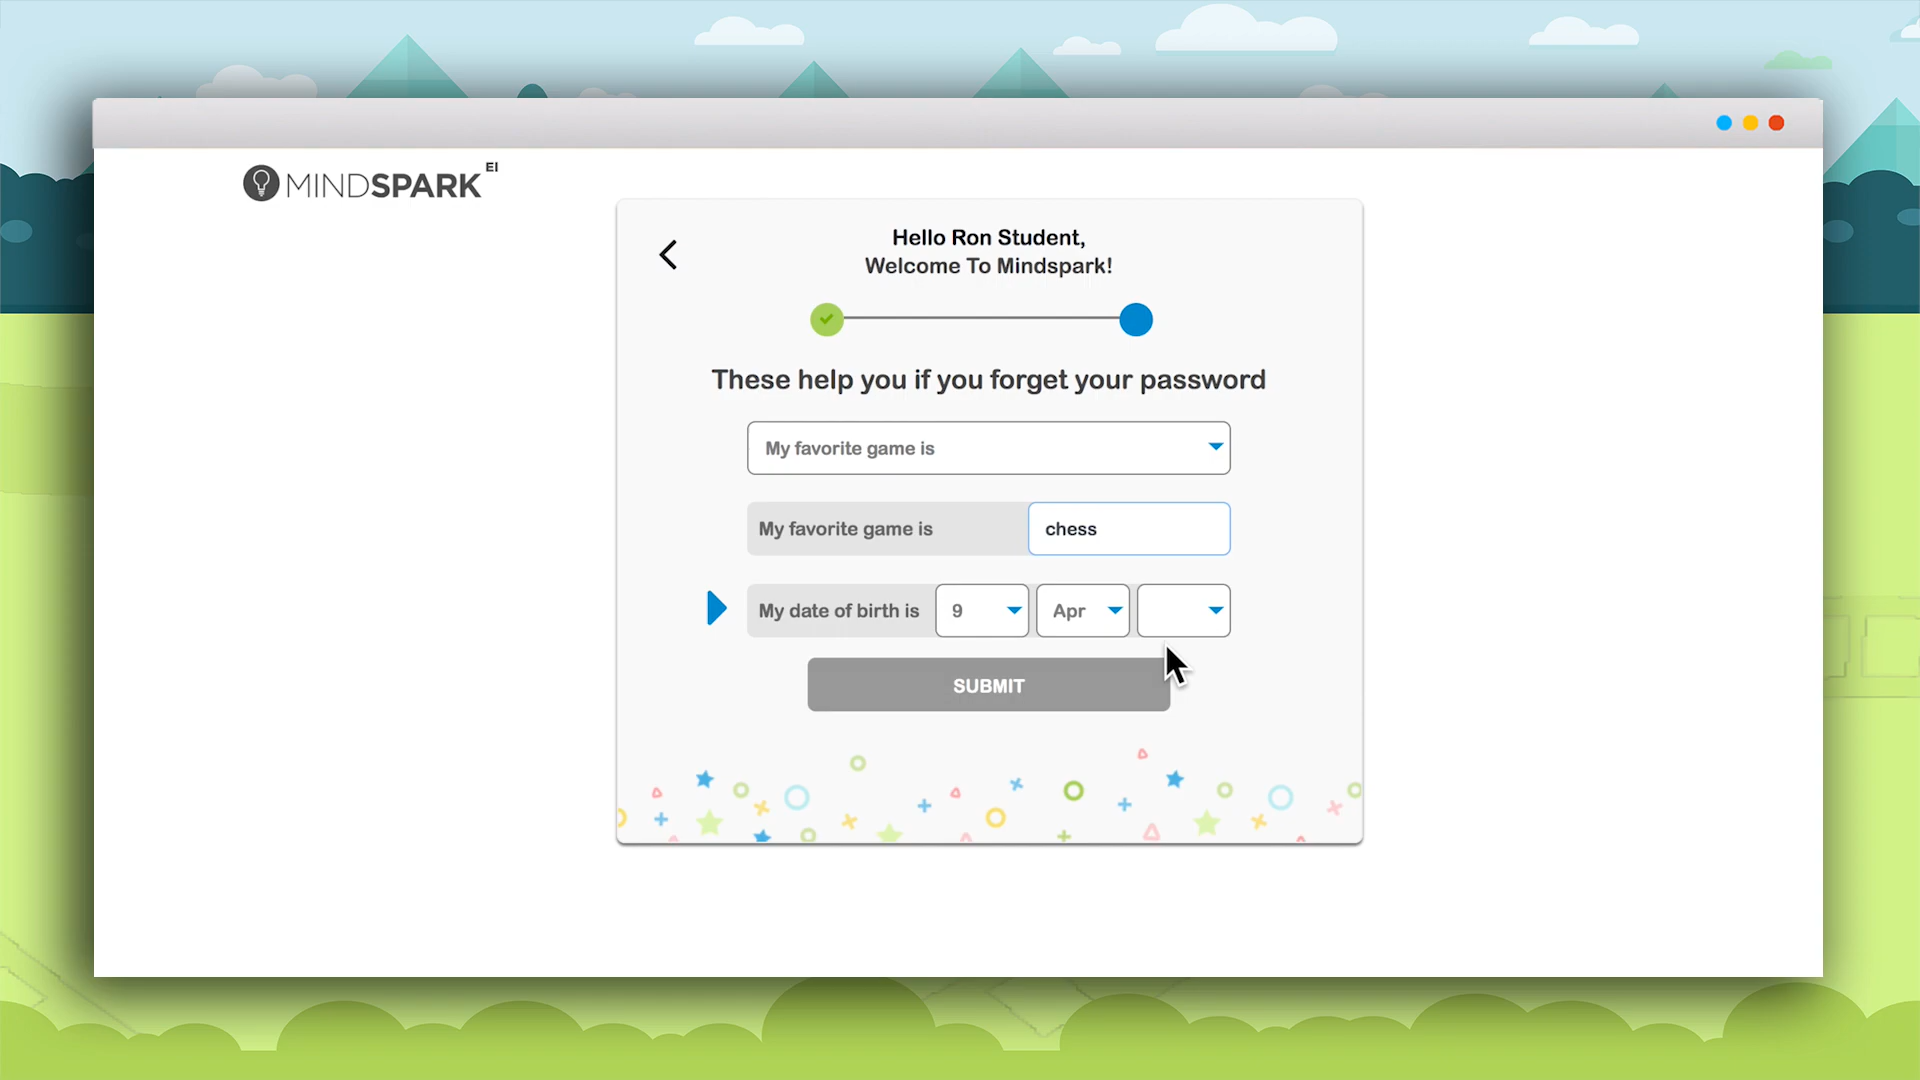 MINDSPARK EI
Hello Ron Student,
Welcome To Mindspark!
These help you if you forget your password
My favorite game is
My favorite game is chess
My date of birth is 9 Apr
SUBMIT